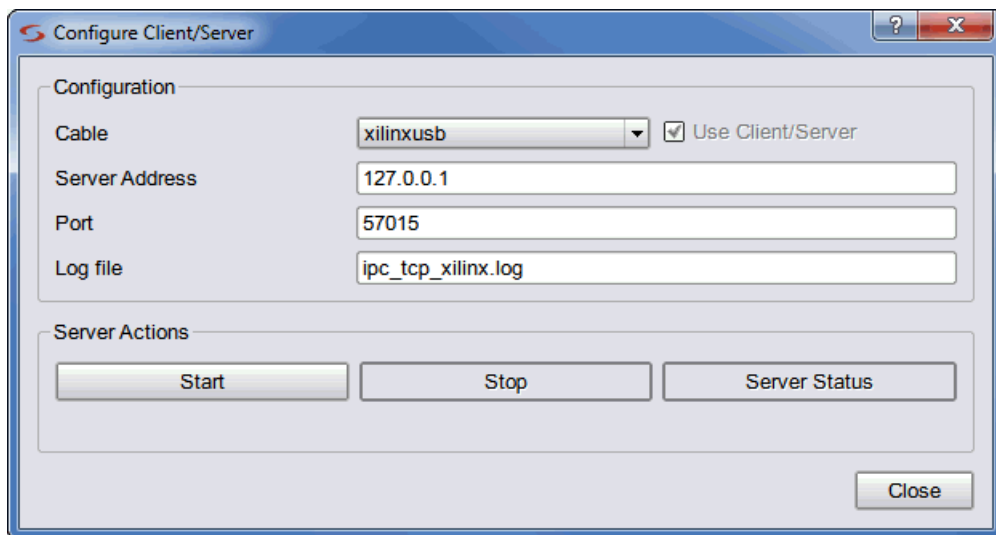 Configure Client/Server
?
X
Configuration
Cable xilinxusb Use Client/Server
Server Address 127.0.0.1
Port 57015
Log file ipc_tcp_xilinx.log
Server Actions
Start Stop Server Status
Close